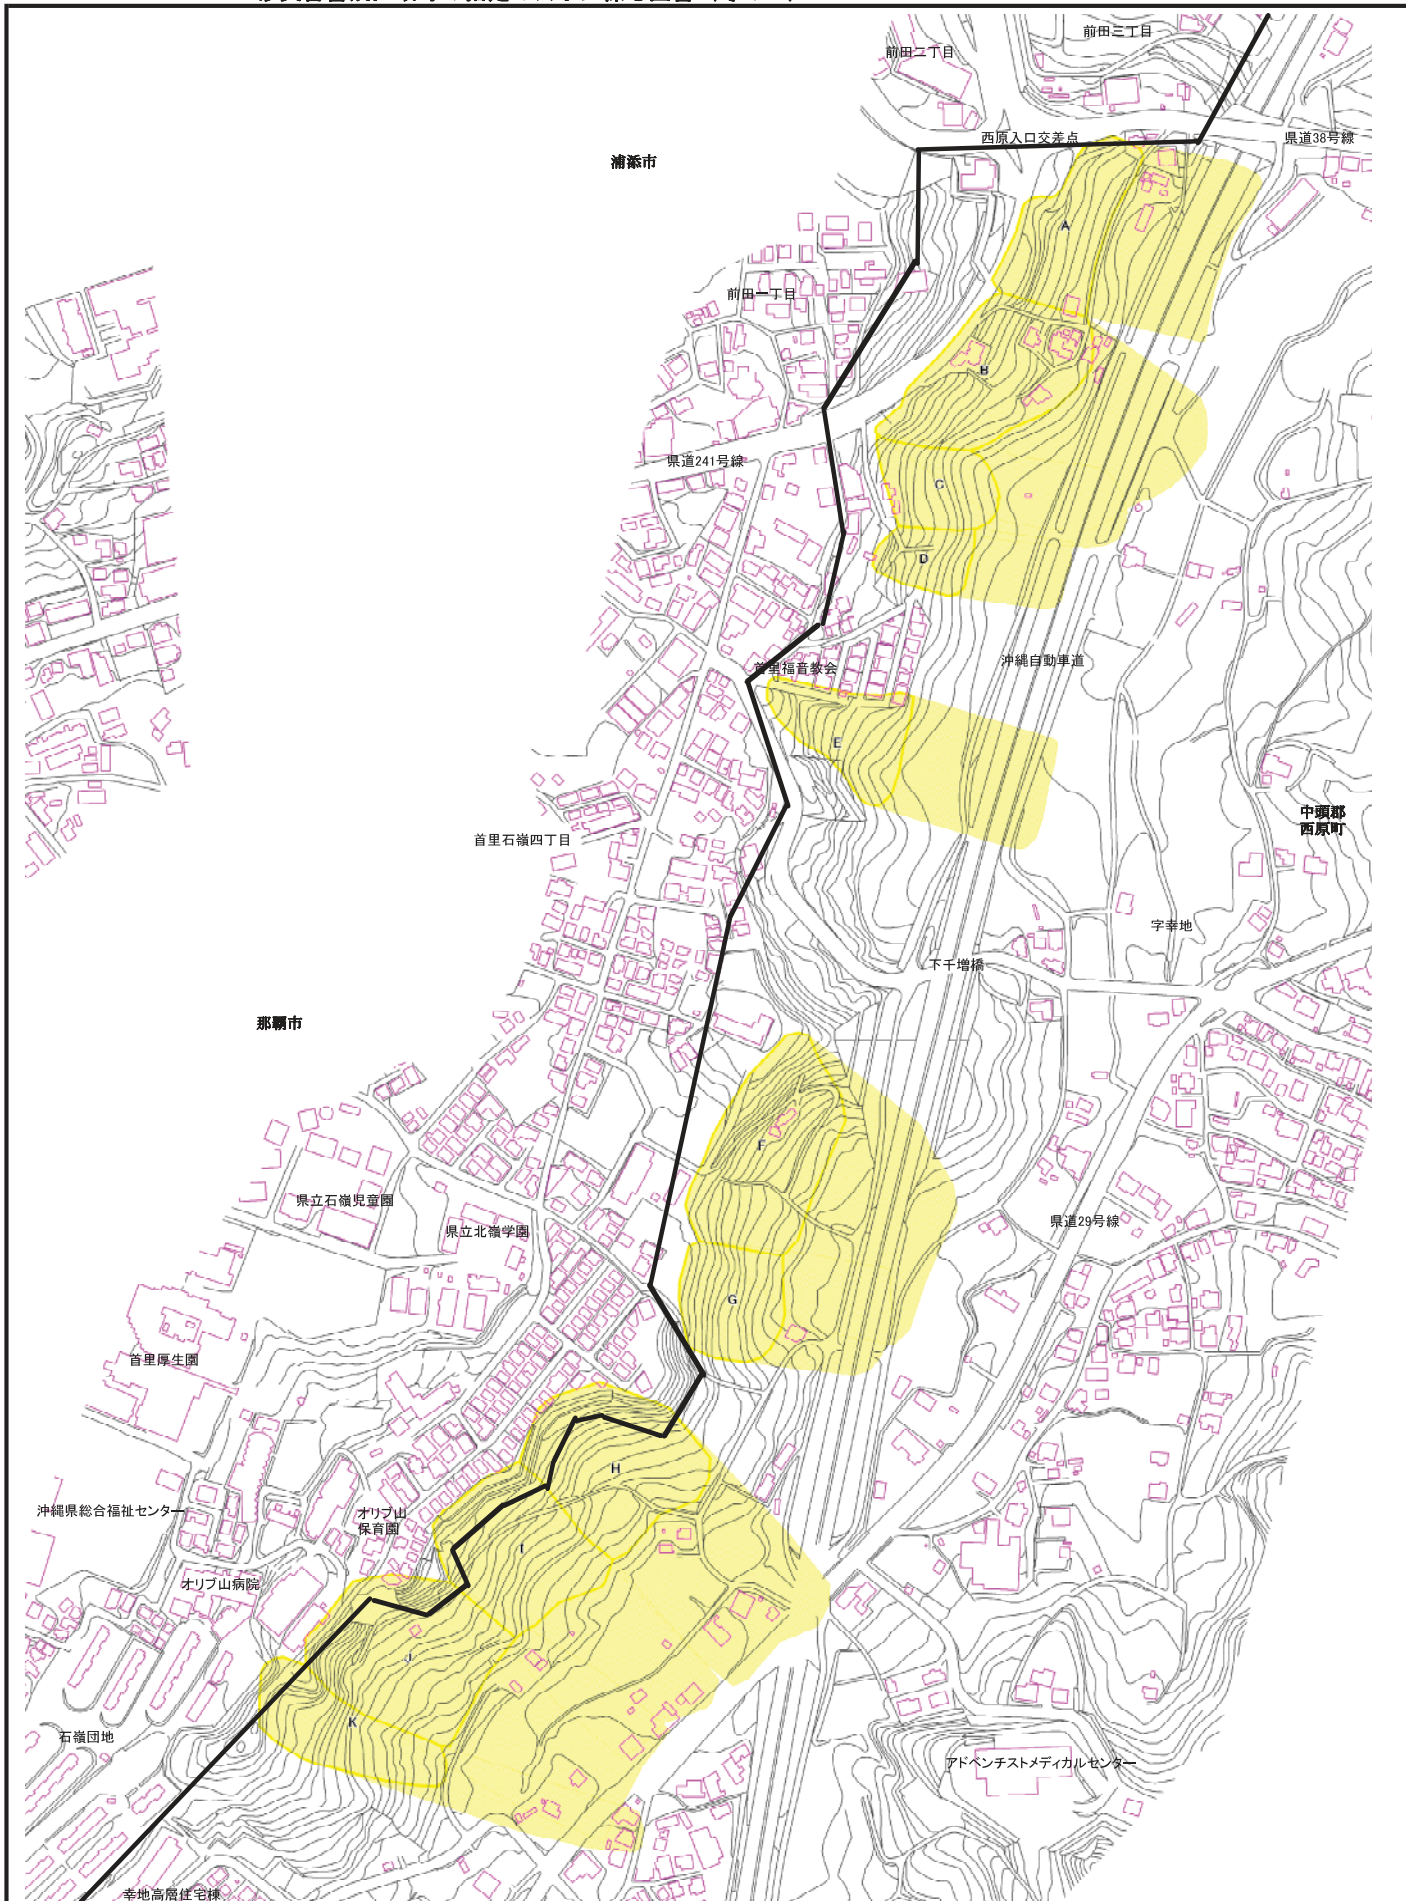 前田三丁目
前田二丁目
西原入口交差点
県道38号線
浦添市
A
前田一丁目
B
県道241号線
C
D
沖縄自動車道
首里福音教会
E
中頭郡
西原町
首里石嶺四丁目
字幸地
下千増橋
那覇市
F
県立石嶺児童園
県道29号線
県立北嶺学園
G
首里厚生園
H
沖縄県総合福祉センター
オリブ山
保育園
I
オリブ山病院
J
K
石嶺団地
アドベンチストメディカルセンター
幸地高層住宅棟